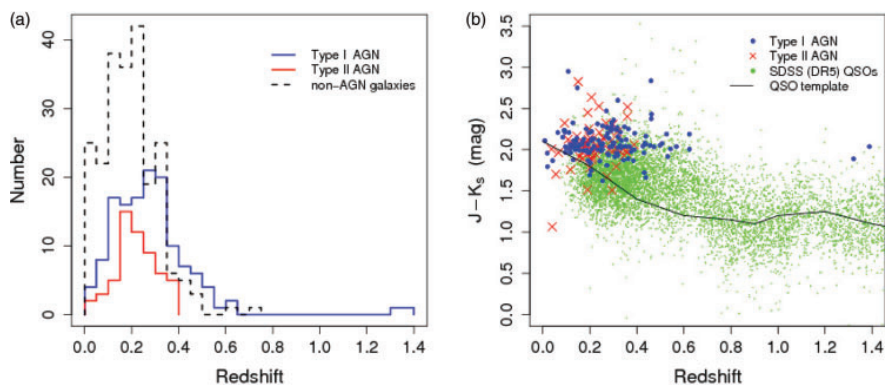 (a)
Number
0
10
20
30
40
Type I AGN
Type II AGN
non−AGN galaxies
0.0 0.2 0.4 0.6 0.8 1.0 1.2 1.4
Redshift
(b)
J−Ks (mag)
0.0
0.5
1.0
1.5
2.0
2.5
3.0
3.5
Type I AGN
Type II AGN
SDSS (DR5) QSOs
QSO template
0.0 0.2 0.4 0.6 0.8 1.0 1.2 1.4
Redshift